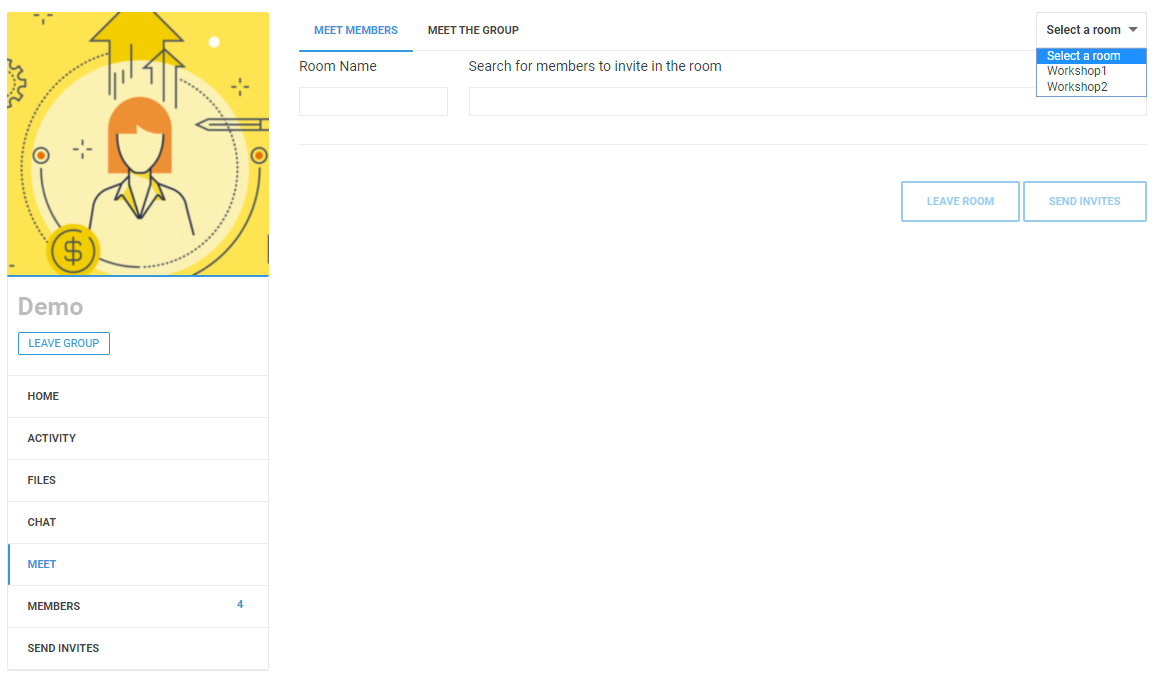 MEET MEMBERS
MEET THE GROUP
Select a room
Select a room
Workshop1
Workshop2
Room Name
Search for members to invite in the room
LEAVE ROOM
SEND INVITES
$
Demo
LEAVE GROUP
HOME
ACTIVITY
FILES
CHAT
MEET
MEMBERS 4
SEND INVITES